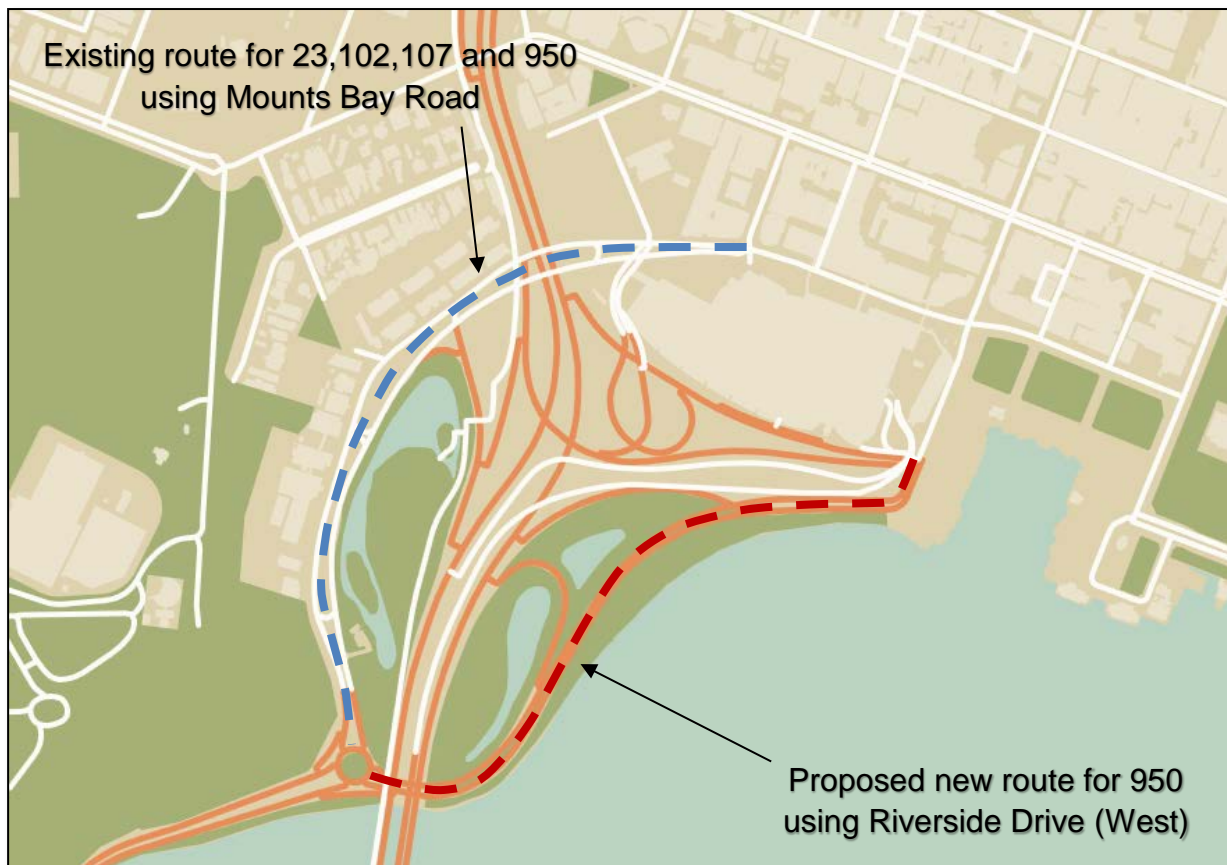 Existing route for 23,102,107 and 950
using Mounts Bay Road
Proposed new route for 950
using Riverside Drive (West)